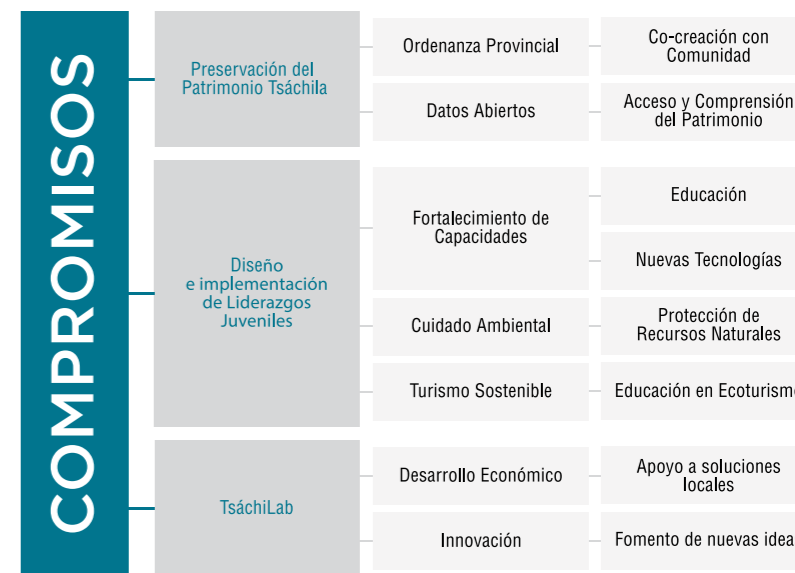 COMPROMISOS
Preservación del
Patrimonio Tsáchila
Ordenanza Provincial
Co-creación con
Comunidad
Datos Abiertos
Acceso y Comprensión
del Patrimonio
Diseño
e implementación
de Liderazgos
Juveniles
Fortalecimiento de
Capacidades
Educación
Nuevas Tecnologías
Cuidado Ambiental
Protección de
Recursos Naturales
Turismo Sostenible
Educación en Ecoturismo
TsáchiLab
Desarrollo Económico
Apoyo a soluciones
locales
Innovación
Fomento de nuevas idea